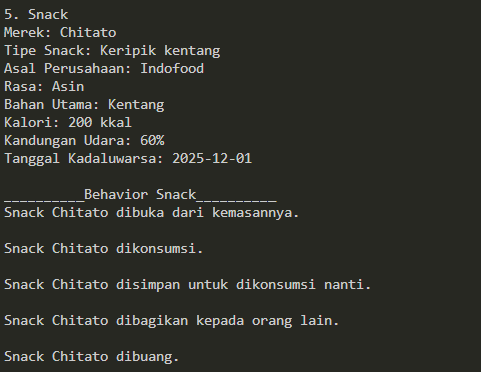 5. Snack
Merek: Chitato
Tipe Snack: Keripik kentang
Asal Perusahaan: Indofood
Rasa: Asin
Bahan Utama: Kentang
Kalori: 200 kkal
Kandungan Udara: 60%
Tanggal Kadaluwarsa: 2025-12-01
__________Behavior Snack__________
Snack Chitato dibuka dari kemasannya.
Snack Chitato dikonsumsi.
Snack Chitato disimpan untuk dikonsumsi nanti.
Snack Chitato dibagikan kepada orang lain.
Snack Chitato dibuang.